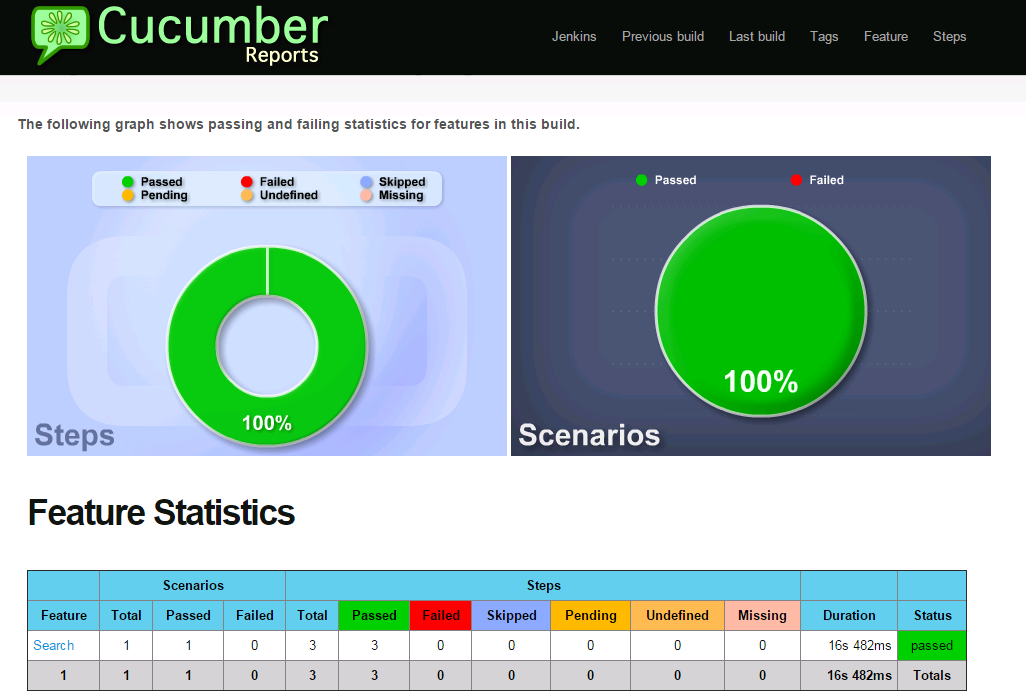 Cucumber
Reports
Jenkins Previous build Last build Tags Feature Steps
The following graph shows passing and failing statistics for features in this build.
Passed Failed Skipped
Pending Undefined Missing
100%
Steps
Passed Failed
100%
Scenarios
Feature Statistics
Scenarios Steps
Feature Total Passed Failed Total Passed Failed Skipped Pending Undefined Missing Duration Status
Search 1 1 0 3 3 0 0 0 0 0 16s 482ms passed
1 1 1 0 3 3 0 0 0 0 0 16s 482ms Totals